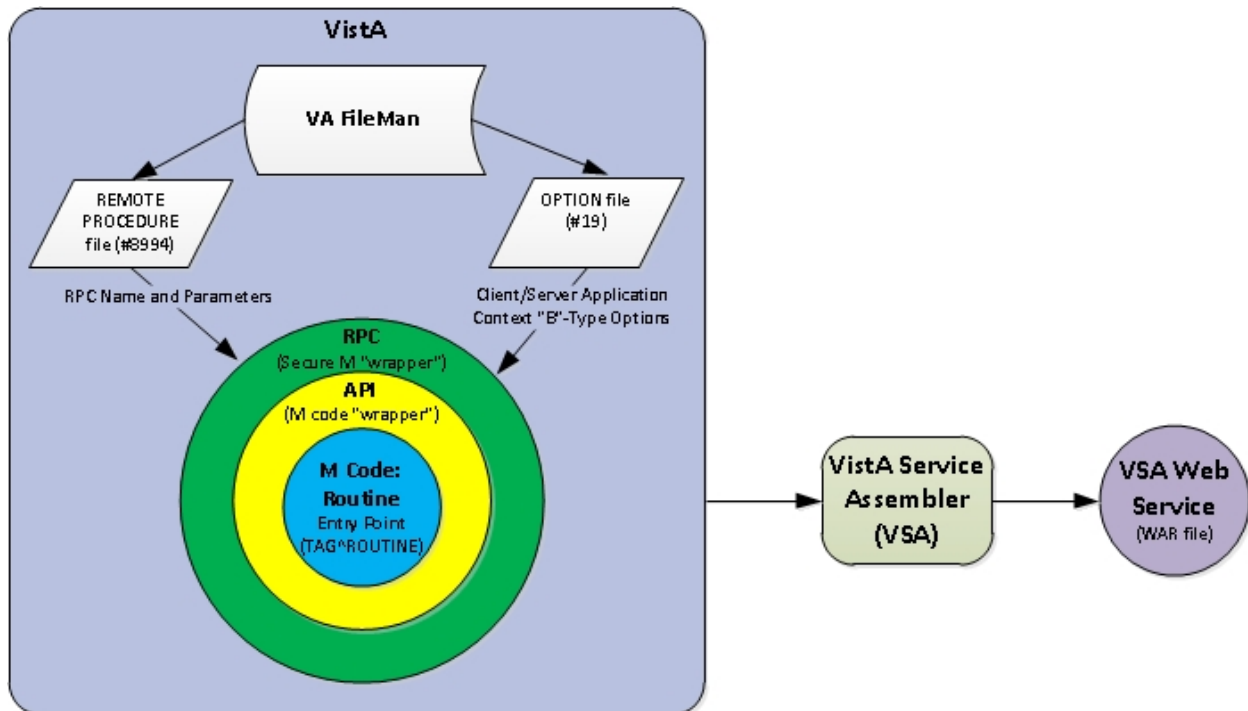 VistA
VA FileMan
REMOTE
PROCEDURE
file (#8994)
OPTION file
(#19)
RPC Name and Parameters
Client/Server Application
Context "B"-Type Options
RPC
(Secure M "wrapper")
API
(M code "wrapper")
M Code:
Routine
Entry Point
(TAG^ROUTINE)
VistA Service
Assembler
(VSA)
VSA Web
Service
(WAR file)